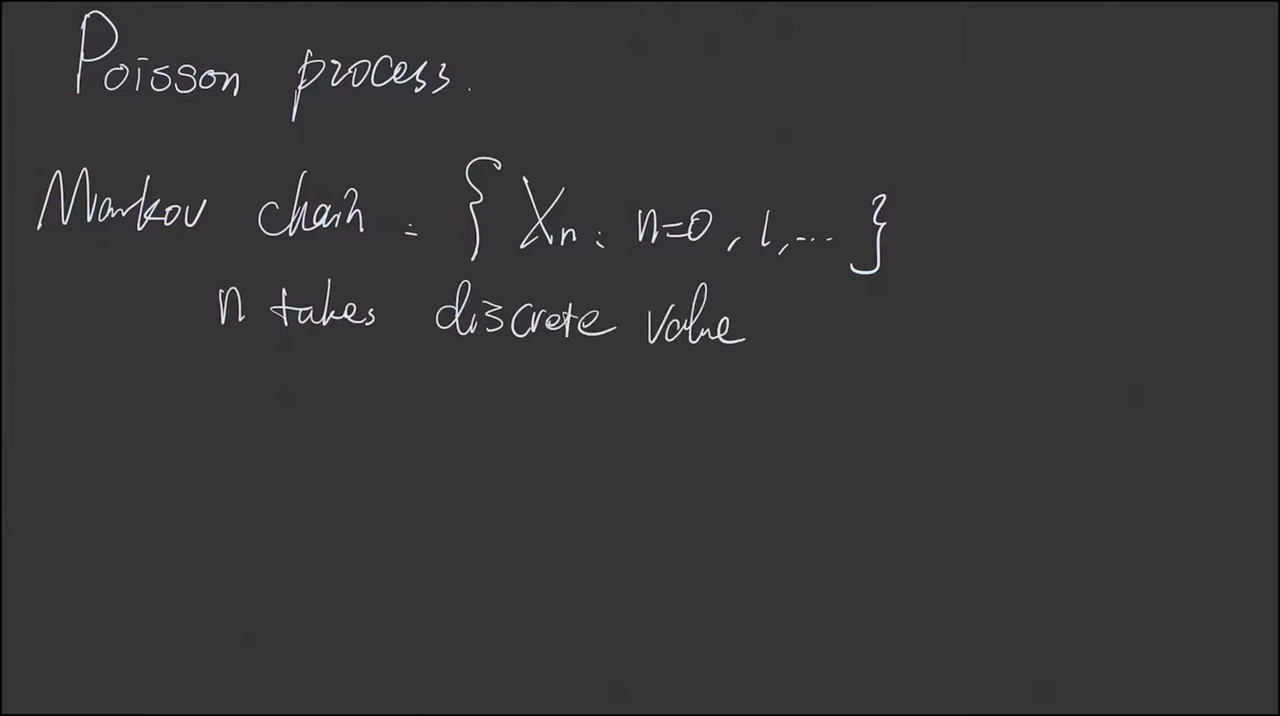 Poisson process.
Markov chain : { Xn : n=0, 1, ... }
n takes discrete value